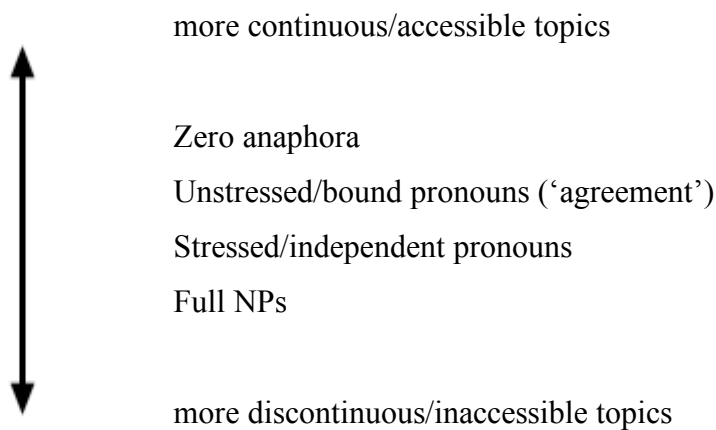 more continuous/accessible topics
Zero anaphora
Unstressed/bound pronouns (‘agreement’)
Stressed/independent pronouns
Full NPs
more discontinuous/inaccessible topics